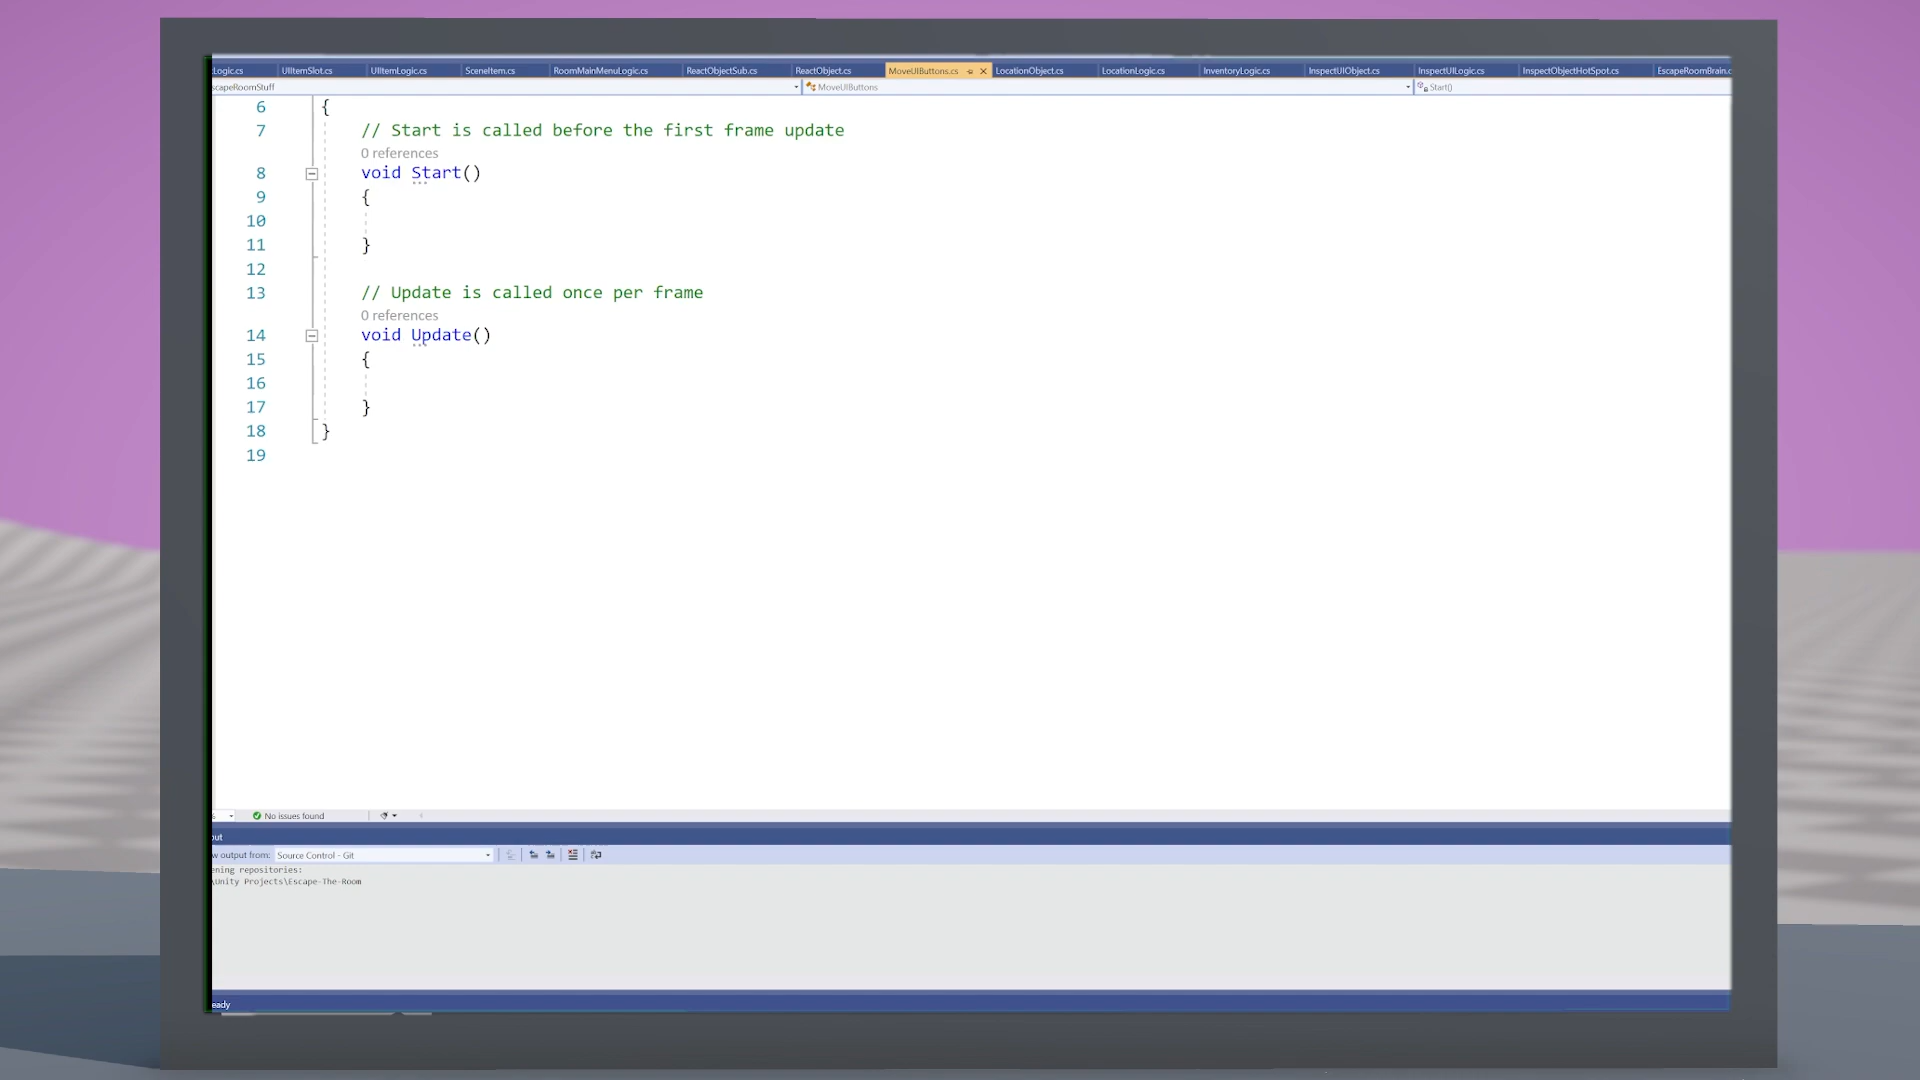 Logic.cs UIItemSlot.cs UIItemLogic.cs SceneItem.cs RoomMainMenuLogic.cs ReactObjectSub.cs ReactObject.cs MoveUIButtons.cs LocationObject.cs LocationLogic.cs InventoryLogic.cs InspectUIObject.cs InspectUILogic.cs InspectObjectHotSpot.cs EscapeRoomBrain.c
scapeRoomStuff MoveUIButtons Start()
6 {
7 // Start is called before the first frame update
0 references
8 void Start()
9 {
10
11 }
12
13 // Update is called once per frame
0 references
14 void Update()
15 {
16
17 }
18 }
19
% No issues found
put
w output from: Source Control - Git
ening repositories:
\Unity Projects\Escape-The-Room
eady